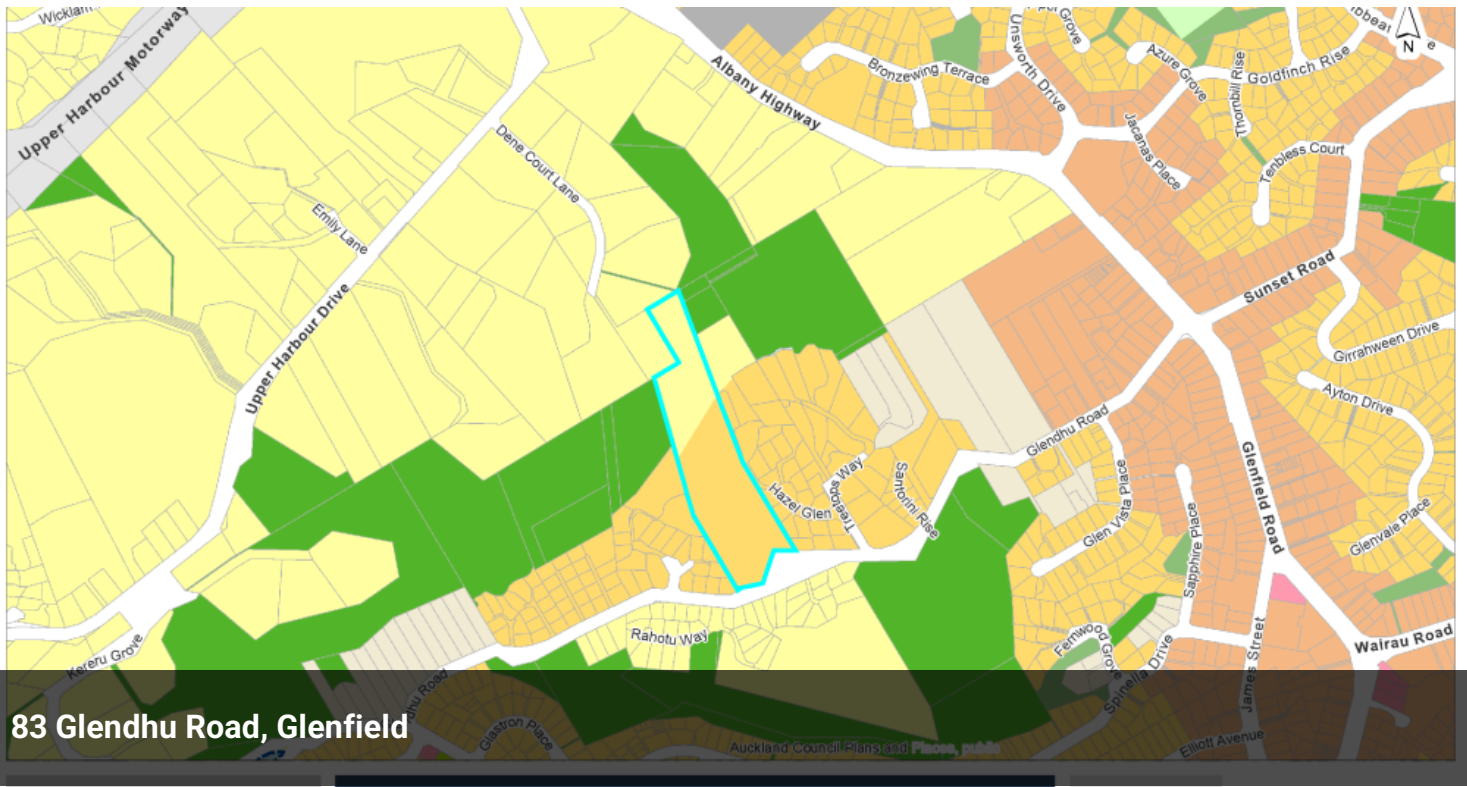 Upper Harbour Motorway
Albany Highway
Bronzewing Terrace
Unsworth Drive
Grove
Azure Grove
Thornbill Rise
Goldfinch Rise
N
Jacanas Place
Tenbless Court
Dene Court Lane
Emily Lane
Upper Harbour Drive
Sunset Road
Girrahween Drive
Ayton Drive
Glendhu Road
Glenfield Road
Hazel Glen
Treetops Way
Santorini Rise
Glen Vista Place
Sapphire Place
Glenvale Place
Rahotu Way
Kereru Grove
Fernwood Grove
Spinella Drive
James Street
Wairau Road
Road
Glastron Place
Elliott Avenue
83 Glendhu Road, Glenfield
Auckland Council Plans and Places, public